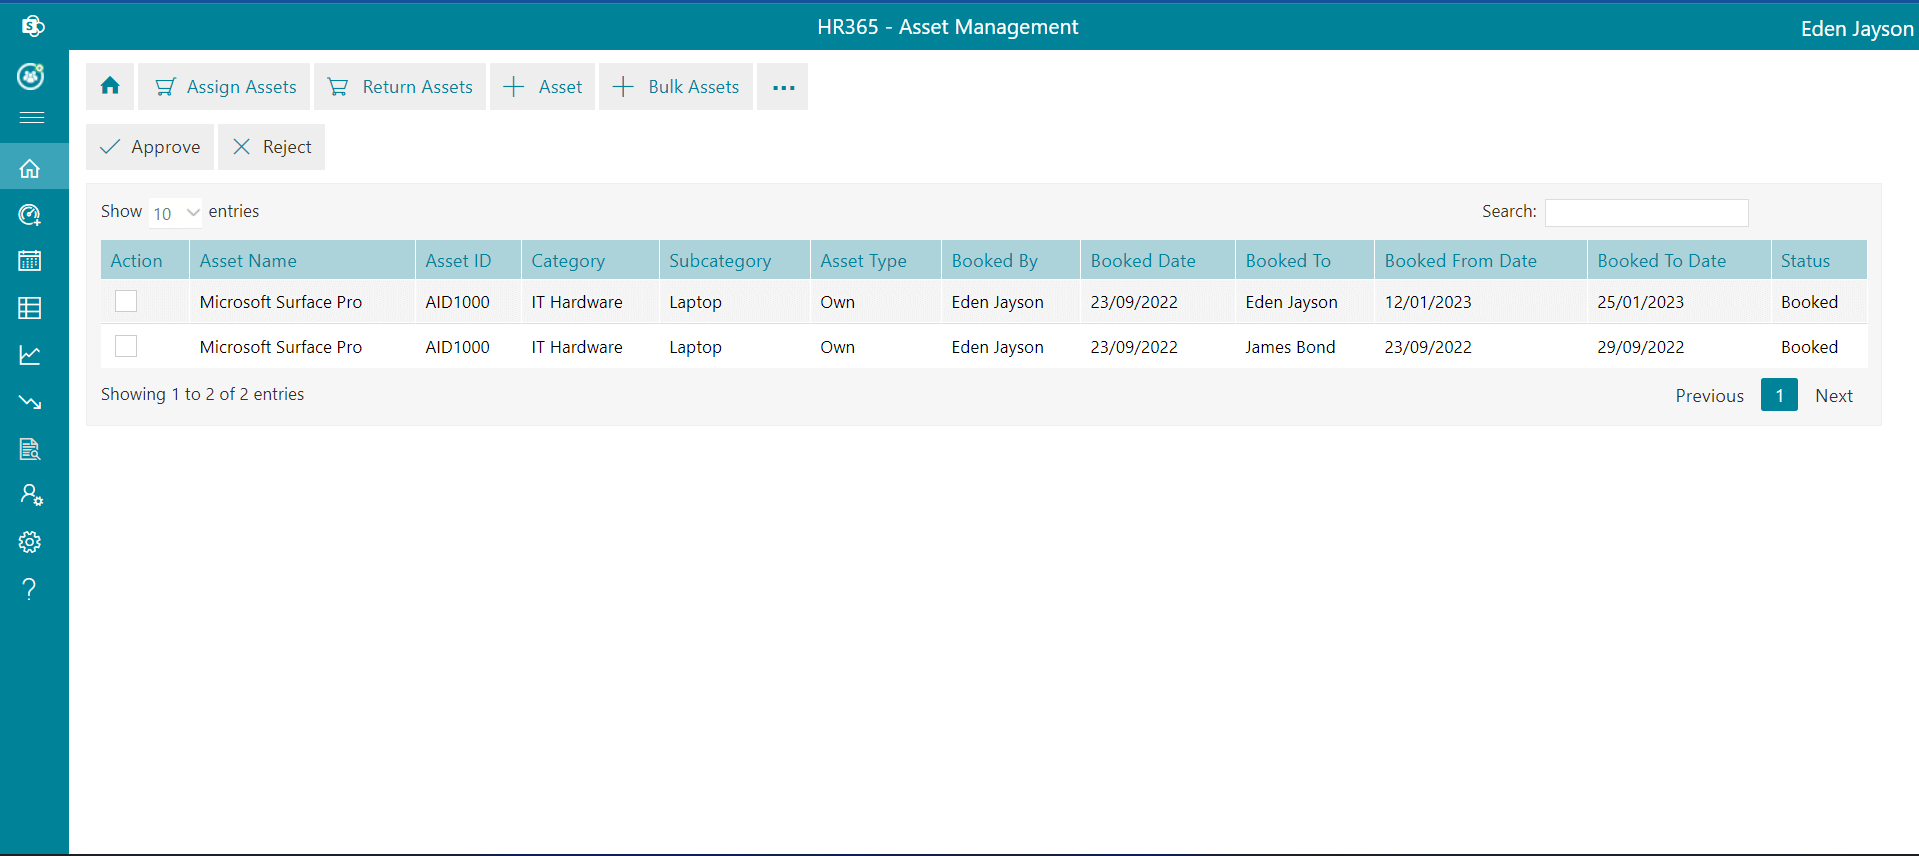 HR365 - Asset Management
Eden Jayson
Assign Assets Return Assets Asset Bulk Assets ...
Approve Reject
Show 10 entries Search:
Action Asset Name Asset ID Category Subcategory Asset Type Booked By Booked Date Booked To Booked From Date Booked To Date Status
Microsoft Surface Pro AID1000 IT Hardware Laptop Own Eden Jayson 23/09/2022 Eden Jayson 12/01/2023 25/01/2023 Booked
Microsoft Surface Pro AID1000 IT Hardware Laptop Own Eden Jayson 23/09/2022 James Bond 23/09/2022 29/09/2022 Booked
Showing 1 to 2 of 2 entries Previous 1 Next